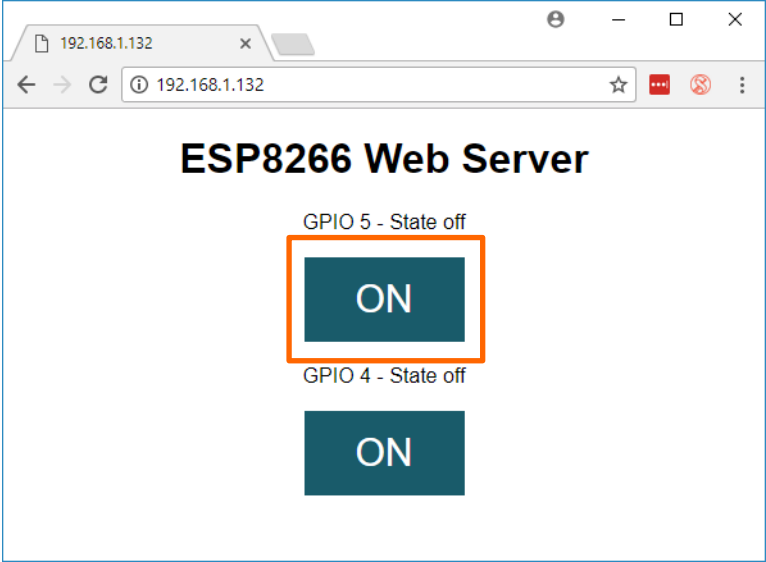 192.168.1.132
192.168.1.132
ESP8266 Web Server
GPIO 5 - State off
ON
GPIO 4 - State off
ON